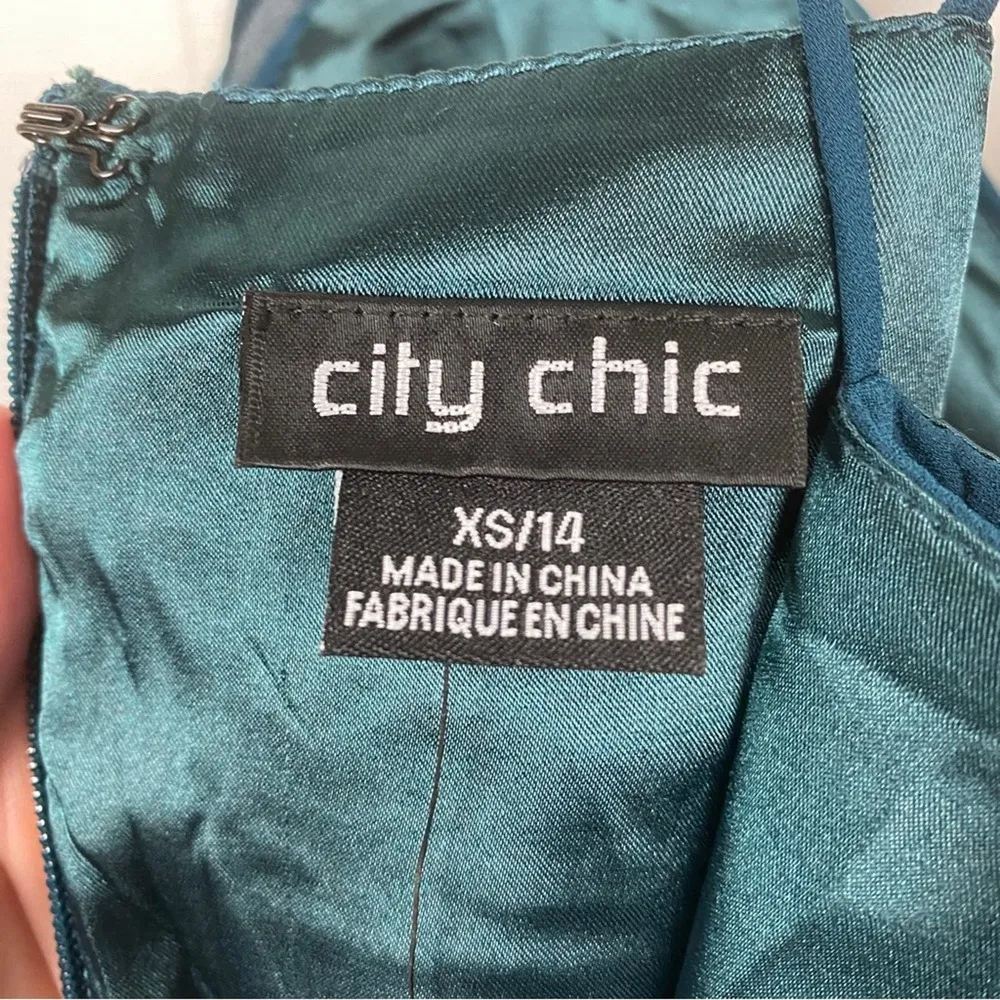 city chic
XS/14
MADE IN CHINA
FABRIQUE EN CHINE